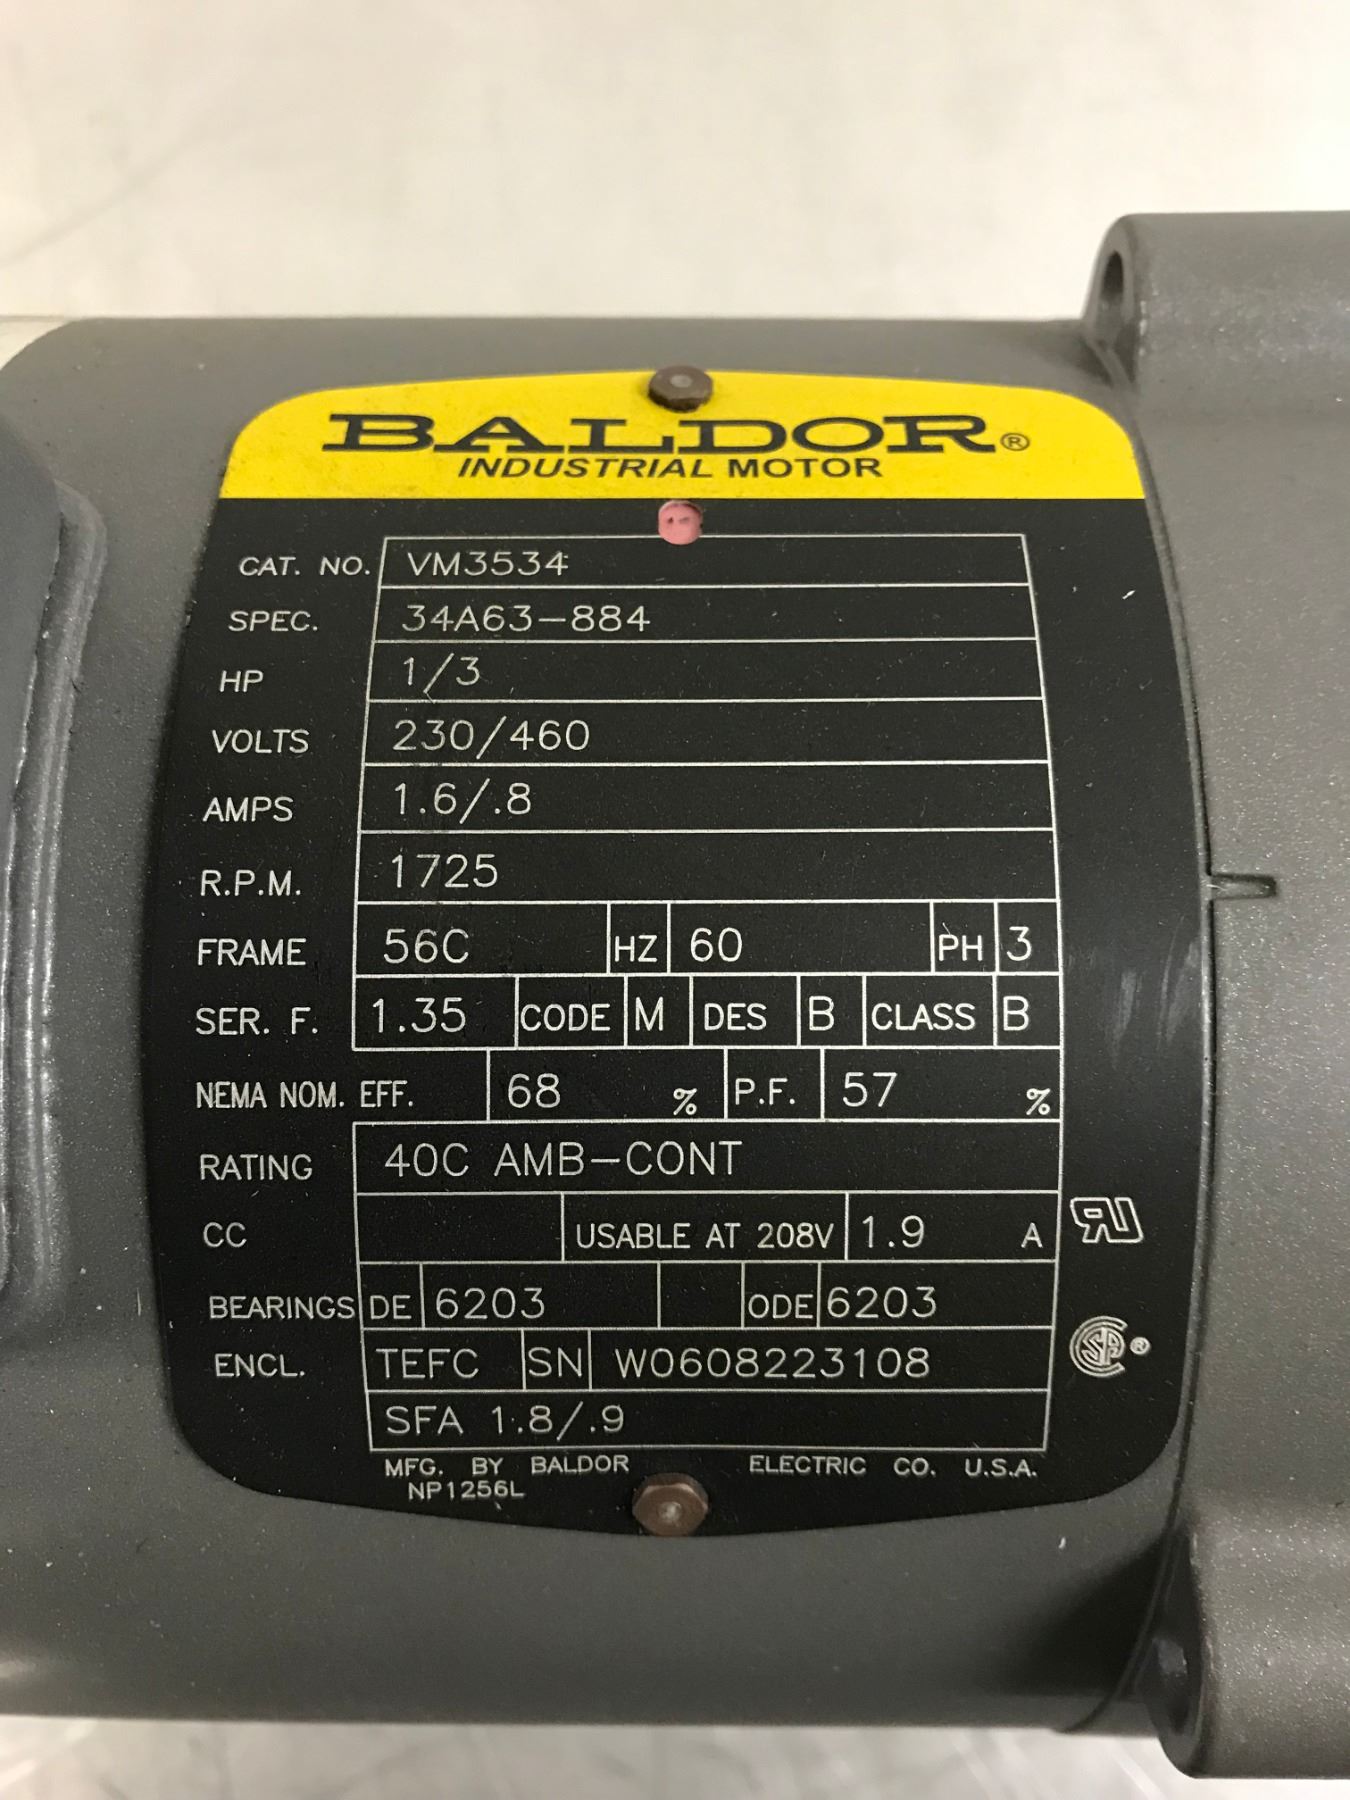 BALDOR®
INDUSTRIAL MOTOR
CAT. NO. VM3534
SPEC. 34A63-884
HP 1/3
VOLTS 230/460
AMPS 1.6/.8
R.P.M. 1725
FRAME 56C HZ 60 PH 3
SER. F. 1.35 CODE M DES B CLASS B
NEMA NOM. EFF. 68 % P.F. 57 %
RATING 40C AMB-CONT
CC USABLE AT 208V 1.9 A
BEARINGS DE 6203 ODE 6203
ENCL. TEFC SN W0608223108
SFA 1.8/.9
MFG. BY BALDOR ELECTRIC CO. U.S.A.
NP1256L